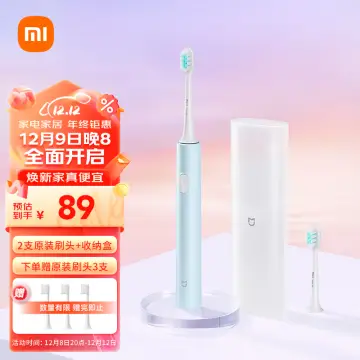 mi
12.12
家电家居 年终钜惠
12月9日晚8
全面开启
焕新家真便宜
预估
到手价
¥89
2支原装刷头+收纳盒
下单赠原装刷头3支
赠
数量有限 赠完即止
活动时间：12月8日20点-12月12日